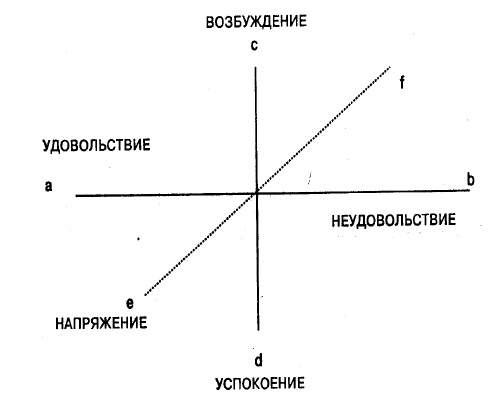 ВОЗБУЖДЕНИЕ
c
f
УДОВОЛЬСТВИЕ
a
b
НЕУДОВОЛЬСТВИЕ
e
НАПРЯЖЕНИЕ
d
УСПОКОЕНИЕ